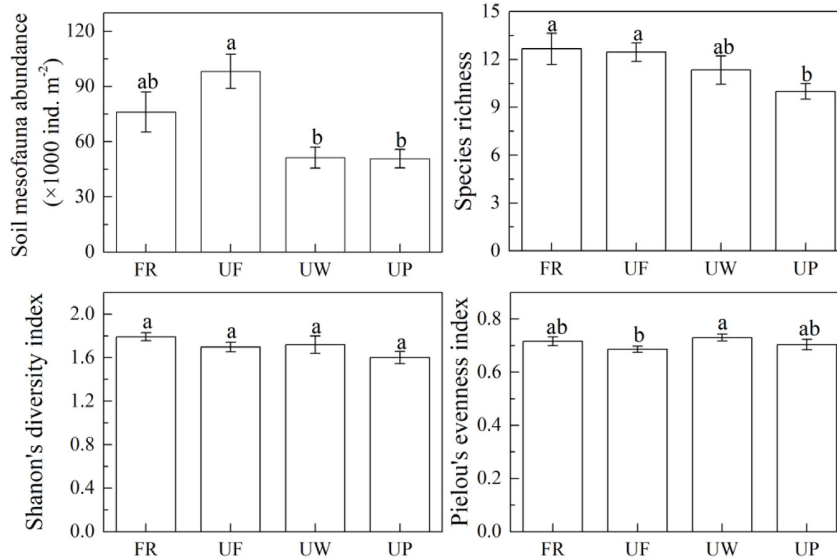 Soil mesofauna abundance
(×1000 ind. m-2)
120
90
60
30
0
ab
a
b
b
FR
UF
UW
UP
Species richness
15
12
9
6
3
0
a
a
ab
b
FR
UF
UW
UP
Shanon's diversity index
2.0
1.6
1.2
0.8
0.4
0.0
a
a
a
a
FR
UF
UW
UP
Pielou's evenness index
0.8
0.6
0.4
0.2
0.0
ab
b
a
ab
FR
UF
UW
UP